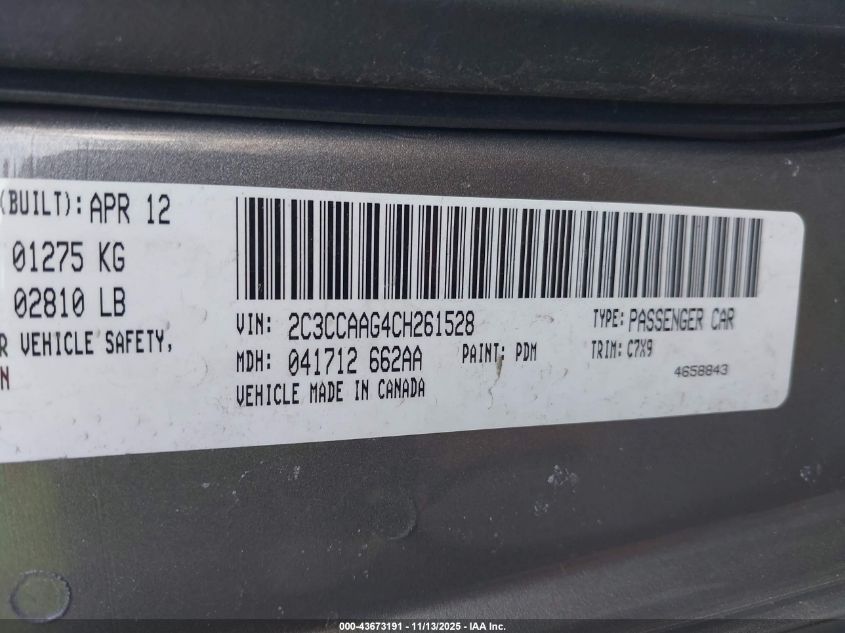 (BUILT): APR 12
01275 KG
02810 LB
R VEHICLE SAFETY,
N
VIN: 2C3CCAAG4CH261528
TYPE: PASSENGER CAR
MDH: 041712 662AA
PAINT: PDM
TRIM: C7X9
VEHICLE MADE IN CANADA
4658843
000-43673191 - 11/13/2025 - IAA Inc.